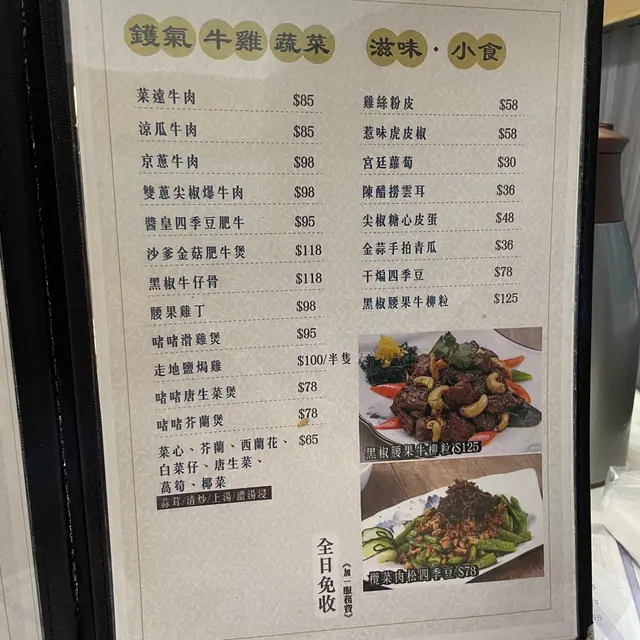 鑊氣牛雞蔬菜
菜遠牛肉 $85
涼瓜牛肉 $85
京蔥牛肉 $98
雙蔥尖椒爆牛肉 $98
醬皇四季豆肥牛 $95
沙爹金菇肥牛煲 $118
黑椒牛仔骨 $118
腰果雞丁 $98
啫啫滑雞煲 $95
走地鹽焗雞 $100/半隻
啫啫唐生菜煲 $78
啫啫芥蘭煲 $78
菜心、芥蘭、西蘭花、 $65
白菜仔、唐生菜、
萵筍、椰菜
蒜茸/清炒/上湯/濃湯浸
滋味·小食
雞絲粉皮 $58
惹味虎皮椒 $58
宮廷蘿蔔 $30
陳醋撈雲耳 $36
尖椒糖心皮蛋 $48
金蒜手拍青瓜 $36
干煸四季豆 $78
黑椒腰果牛柳粒 $125
黑椒腰果牛柳粒$125
欖菜肉松四季豆$78
全日免收
《加一服務費》